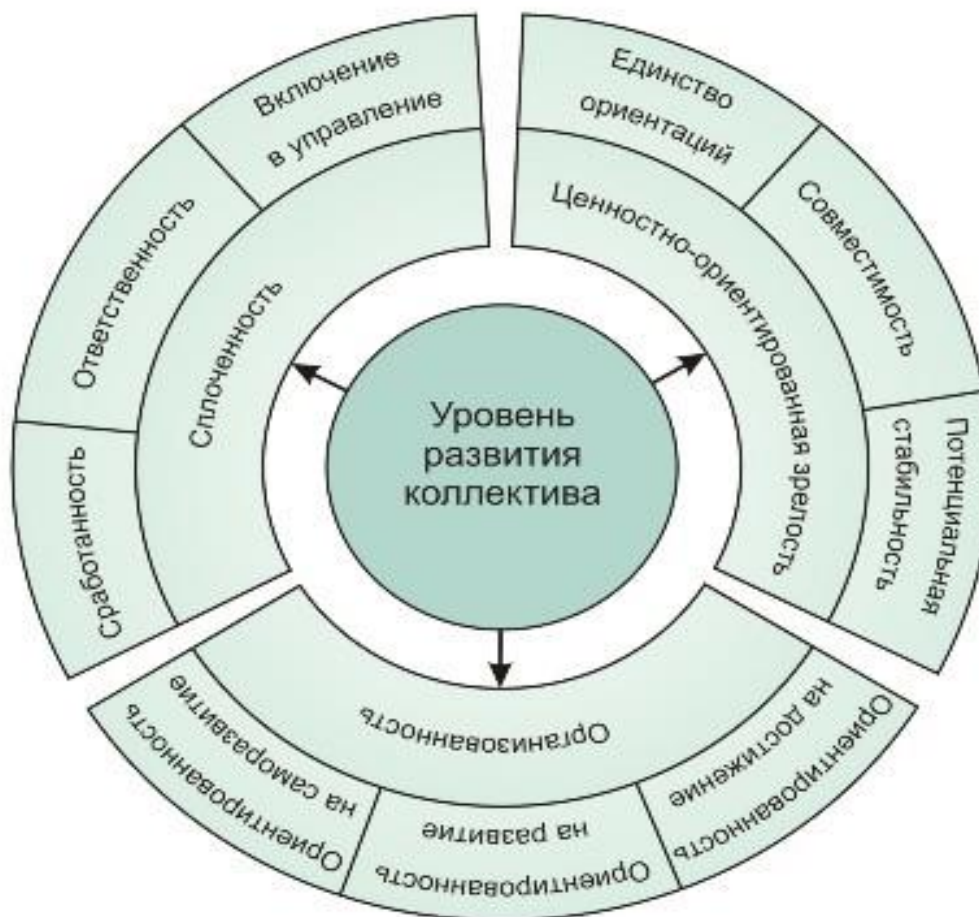 Включение
в управление
Ответственность
Сработанность
Сплоченность
Единство
ориентаций
Совместимость
Потенциальная
стабильность
Ценностно-ориентированная зрелость
Уровень
развития
коллектива
Организованность
Ориентированность
на достижение
Ориентированность
на развитие
Ориентированность
на саморазвитие